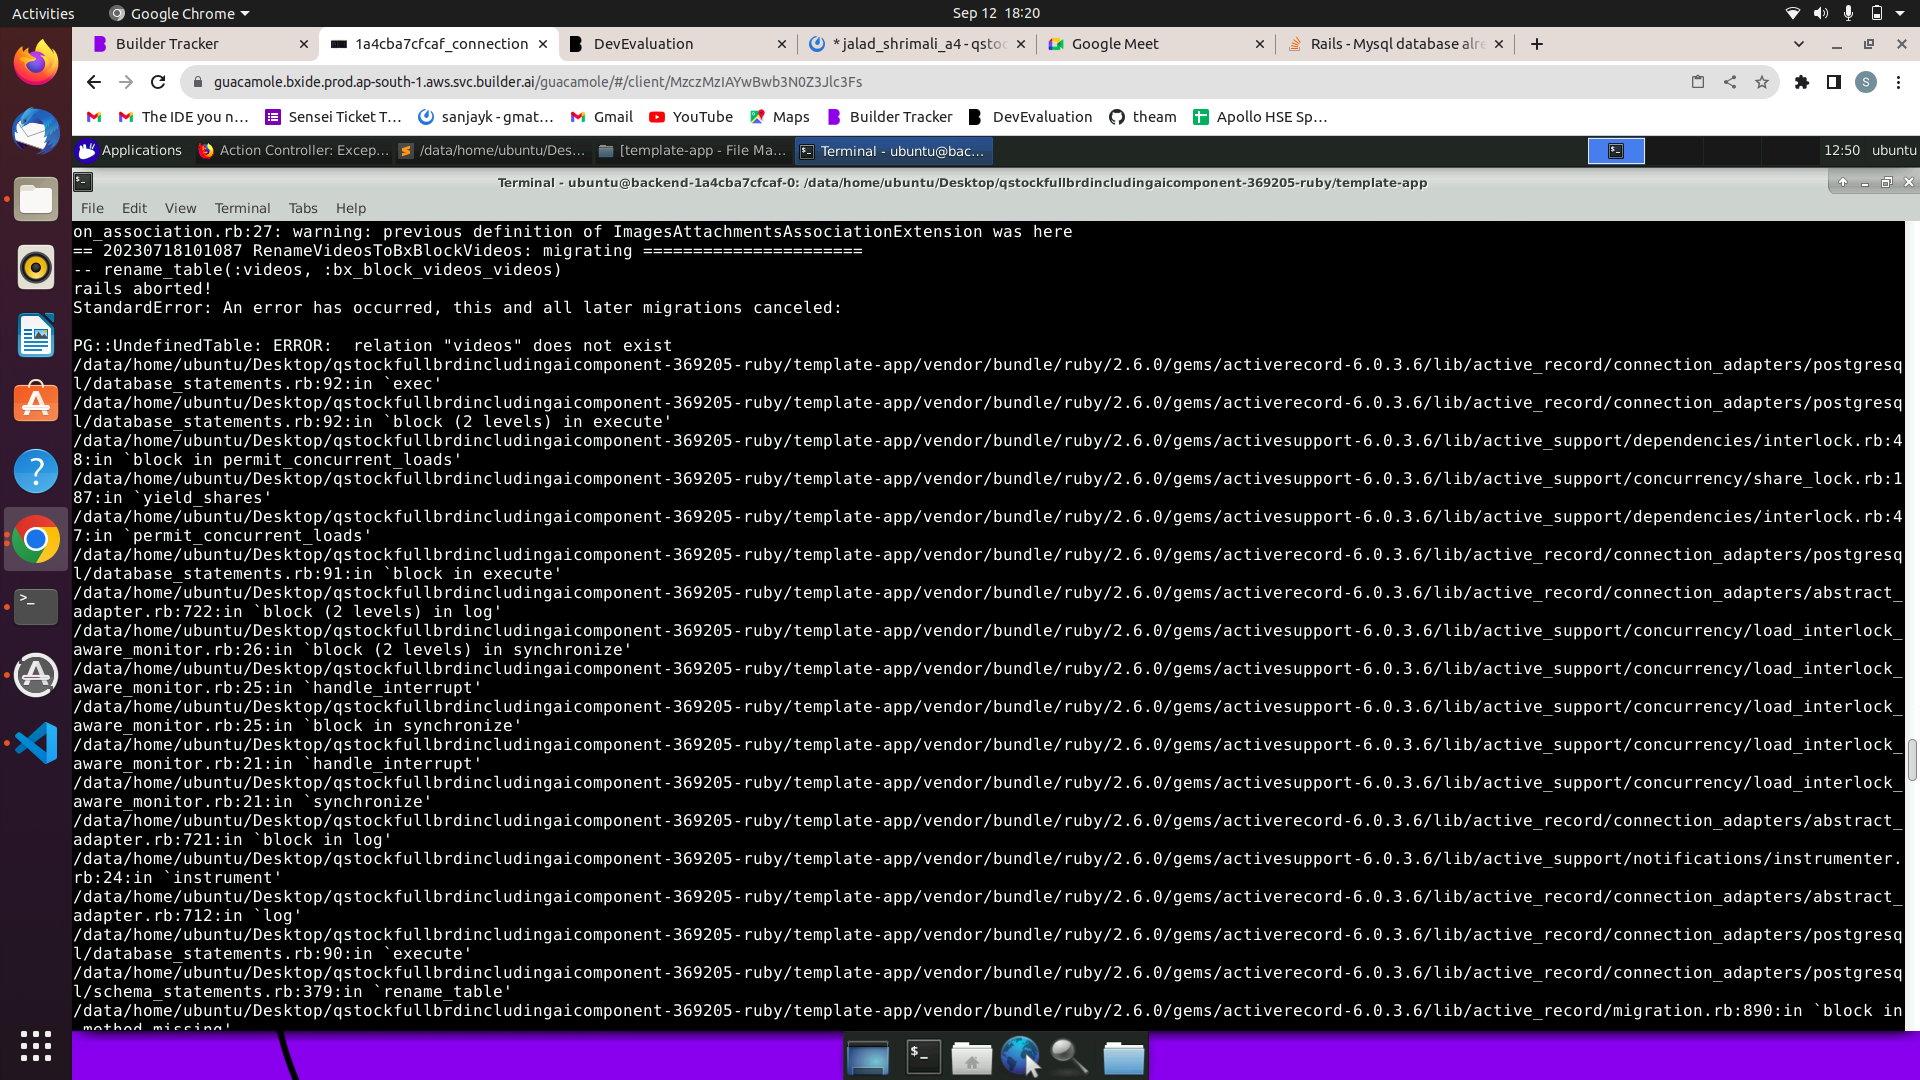 Activities
Google Chrome
Sep 12 18:20
Builder Tracker
1a4cba7cfcaf_connection
DevEvaluation
* jalad_shrimali_a4 - qstoc
Google Meet
Rails - Mysql database alre
guacamole.bxide.prod.ap-south-1.aws.svc.builder.ai/guacamole/#/client/MzczMzIAYwBwb3N0Z3Jlc3Fs
S
The IDE you n...
Sensei Ticket T...
sanjayk - gmat...
Gmail
YouTube
Maps
Builder Tracker
DevEvaluation
theam
Apollo HSE Sp...
Applications
Action Controller: Excep...
/data/home/ubuntu/Des...
[template-app - File Ma...
Terminal - ubuntu@bac...
12:50
ubuntu
Terminal - ubuntu@backend-1a4cba7cfcaf-0: /data/home/ubuntu/Desktop/qstockfullbrdincludingaicomponent-369205-ruby/template-app
File Edit View Terminal Tabs Help
on_association.rb:27: warning: previous definition of ImagesAttachmentsAssociationExtension was here
== 20230718101087 RenameVideosToBxBlockVideos: migrating ======================
-- rename_table(:videos, :bx_block_videos_videos)
rails aborted!
StandardError: An error has occurred, this and all later migrations canceled:
PG::UndefinedTable: ERROR:  relation "videos" does not exist
/data/home/ubuntu/Desktop/qstockfullbrdincludingaicomponent-369205-ruby/template-app/vendor/bundle/ruby/2.6.0/gems/activerecord-6.0.3.6/lib/active_record/connection_adapters/postgresq
l/database_statements.rb:92:in `exec'
/data/home/ubuntu/Desktop/qstockfullbrdincludingaicomponent-369205-ruby/template-app/vendor/bundle/ruby/2.6.0/gems/activerecord-6.0.3.6/lib/active_record/connection_adapters/postgresq
l/database_statements.rb:92:in `block (2 levels) in execute'
/data/home/ubuntu/Desktop/qstockfullbrdincludingaicomponent-369205-ruby/template-app/vendor/bundle/ruby/2.6.0/gems/activesupport-6.0.3.6/lib/active_support/dependencies/interlock.rb:4
8:in `block in permit_concurrent_loads'
/data/home/ubuntu/Desktop/qstockfullbrdincludingaicomponent-369205-ruby/template-app/vendor/bundle/ruby/2.6.0/gems/activesupport-6.0.3.6/lib/active_support/concurrency/share_lock.rb:1
87:in `yield_shares'
/data/home/ubuntu/Desktop/qstockfullbrdincludingaicomponent-369205-ruby/template-app/vendor/bundle/ruby/2.6.0/gems/activesupport-6.0.3.6/lib/active_support/dependencies/interlock.rb:4
7:in `permit_concurrent_loads'
/data/home/ubuntu/Desktop/qstockfullbrdincludingaicomponent-369205-ruby/template-app/vendor/bundle/ruby/2.6.0/gems/activerecord-6.0.3.6/lib/active_record/connection_adapters/postgresq
l/database_statements.rb:91:in `block in execute'
/data/home/ubuntu/Desktop/qstockfullbrdincludingaicomponent-369205-ruby/template-app/vendor/bundle/ruby/2.6.0/gems/activerecord-6.0.3.6/lib/active_record/connection_adapters/abstract_
adapter.rb:722:in `block (2 levels) in log'
/data/home/ubuntu/Desktop/qstockfullbrdincludingaicomponent-369205-ruby/template-app/vendor/bundle/ruby/2.6.0/gems/activesupport-6.0.3.6/lib/active_support/concurrency/load_interlock_
aware_monitor.rb:26:in `block (2 levels) in synchronize'
/data/home/ubuntu/Desktop/qstockfullbrdincludingaicomponent-369205-ruby/template-app/vendor/bundle/ruby/2.6.0/gems/activesupport-6.0.3.6/lib/active_support/concurrency/load_interlock_
aware_monitor.rb:25:in `handle_interrupt'
/data/home/ubuntu/Desktop/qstockfullbrdincludingaicomponent-369205-ruby/template-app/vendor/bundle/ruby/2.6.0/gems/activesupport-6.0.3.6/lib/active_support/concurrency/load_interlock_
aware_monitor.rb:25:in `block in synchronize'
/data/home/ubuntu/Desktop/qstockfullbrdincludingaicomponent-369205-ruby/template-app/vendor/bundle/ruby/2.6.0/gems/activesupport-6.0.3.6/lib/active_support/concurrency/load_interlock_
aware_monitor.rb:21:in `handle_interrupt'
/data/home/ubuntu/Desktop/qstockfullbrdincludingaicomponent-369205-ruby/template-app/vendor/bundle/ruby/2.6.0/gems/activesupport-6.0.3.6/lib/active_support/concurrency/load_interlock_
aware_monitor.rb:21:in `synchronize'
/data/home/ubuntu/Desktop/qstockfullbrdincludingaicomponent-369205-ruby/template-app/vendor/bundle/ruby/2.6.0/gems/activerecord-6.0.3.6/lib/active_record/connection_adapters/abstract_
adapter.rb:721:in `block in log'
/data/home/ubuntu/Desktop/qstockfullbrdincludingaicomponent-369205-ruby/template-app/vendor/bundle/ruby/2.6.0/gems/activesupport-6.0.3.6/lib/active_support/notifications/instrumenter.
rb:24:in `instrument'
/data/home/ubuntu/Desktop/qstockfullbrdincludingaicomponent-369205-ruby/template-app/vendor/bundle/ruby/2.6.0/gems/activerecord-6.0.3.6/lib/active_record/connection_adapters/abstract_
adapter.rb:712:in `log'
/data/home/ubuntu/Desktop/qstockfullbrdincludingaicomponent-369205-ruby/template-app/vendor/bundle/ruby/2.6.0/gems/activerecord-6.0.3.6/lib/active_record/connection_adapters/postgresq
l/database_statements.rb:90:in `execute'
/data/home/ubuntu/Desktop/qstockfullbrdincludingaicomponent-369205-ruby/template-app/vendor/bundle/ruby/2.6.0/gems/activerecord-6.0.3.6/lib/active_record/connection_adapters/postgresq
l/schema_statements.rb:379:in `rename_table'
/data/home/ubuntu/Desktop/qstockfullbrdincludingaicomponent-369205-ruby/template-app/vendor/bundle/ruby/2.6.0/gems/activerecord-6.0.3.6/lib/active_record/migration.rb:890:in `block in
method_missing'